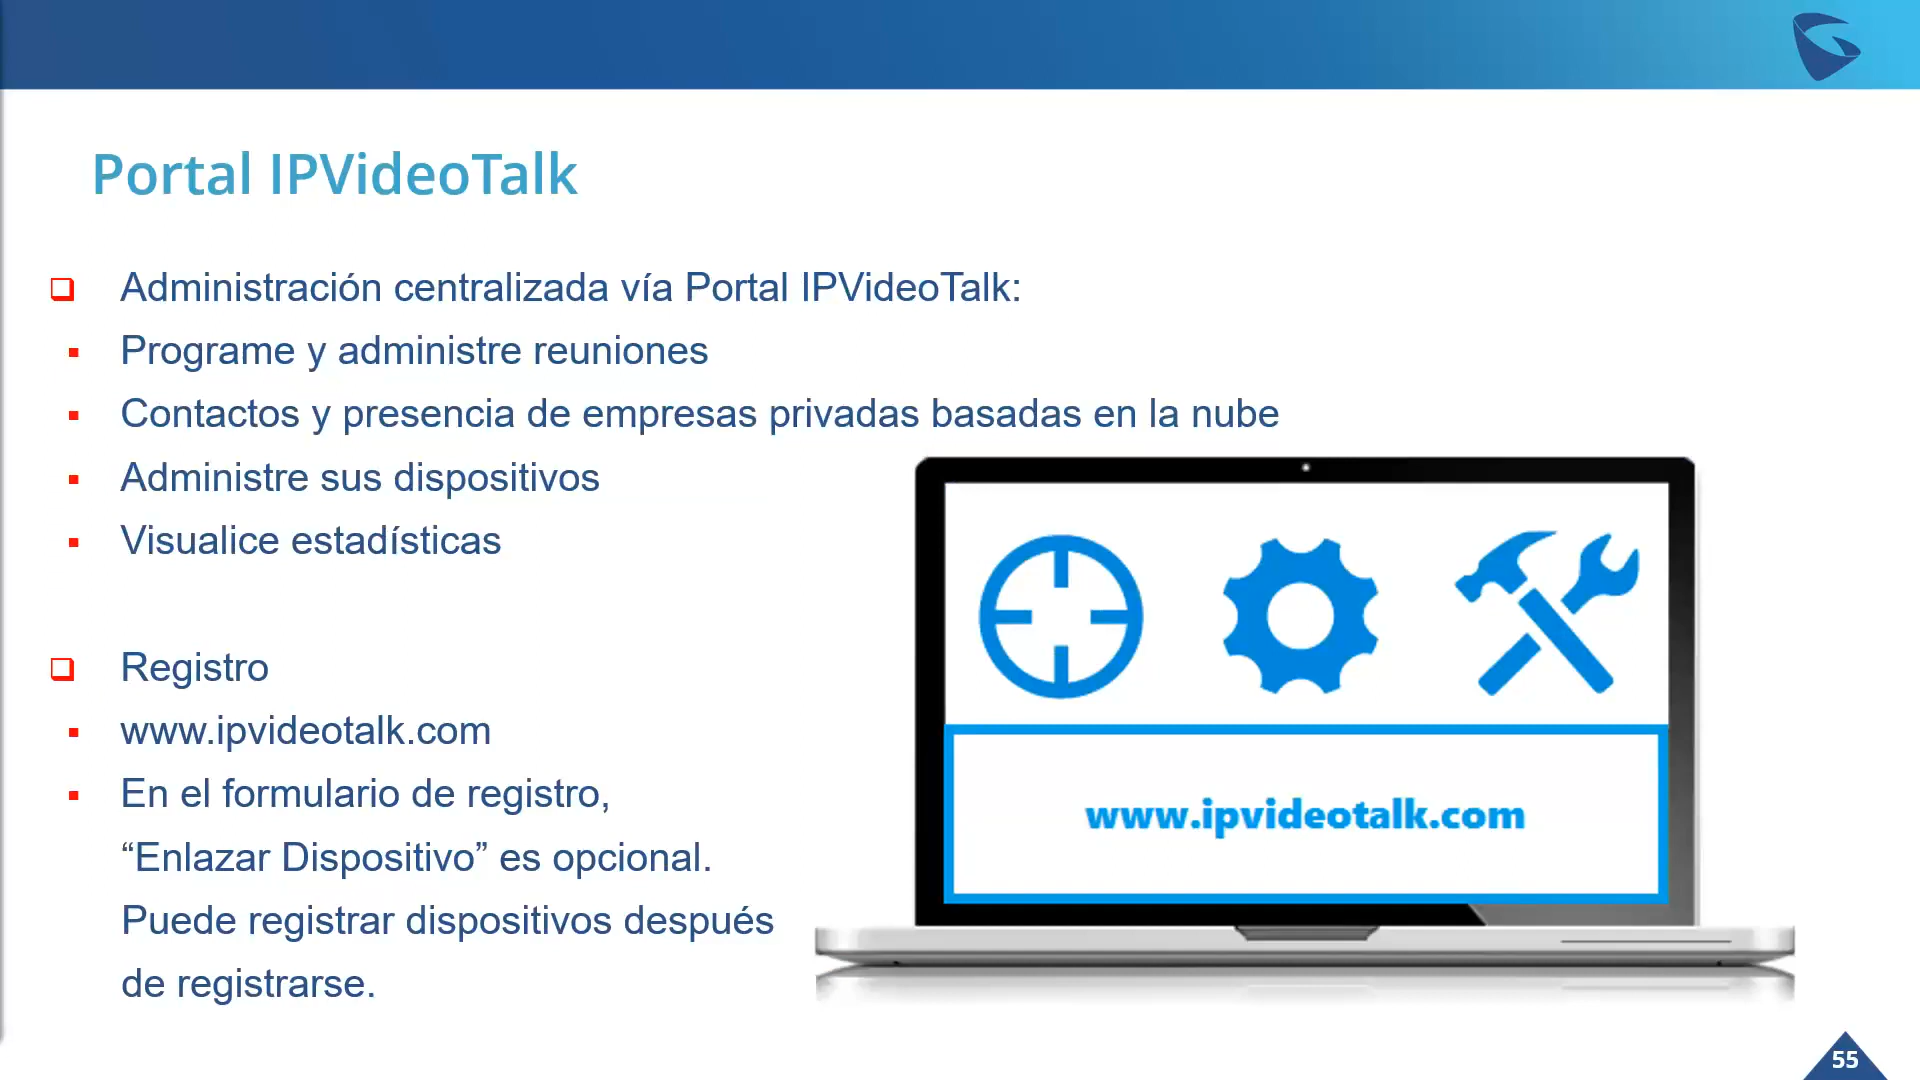 Portal IPVideoTalk
Administración centralizada vía Portal IPVideoTalk:
Programe y administre reuniones
Contactos y presencia de empresas privadas basadas en la nube
Administre sus dispositivos
Visualice estadísticas
Registro
www.ipvideotalk.com
En el formulario de registro,
“Enlazar Dispositivo” es opcional.
Puede registrar dispositivos después
de registrarse.
www.ipvideotalk.com
55